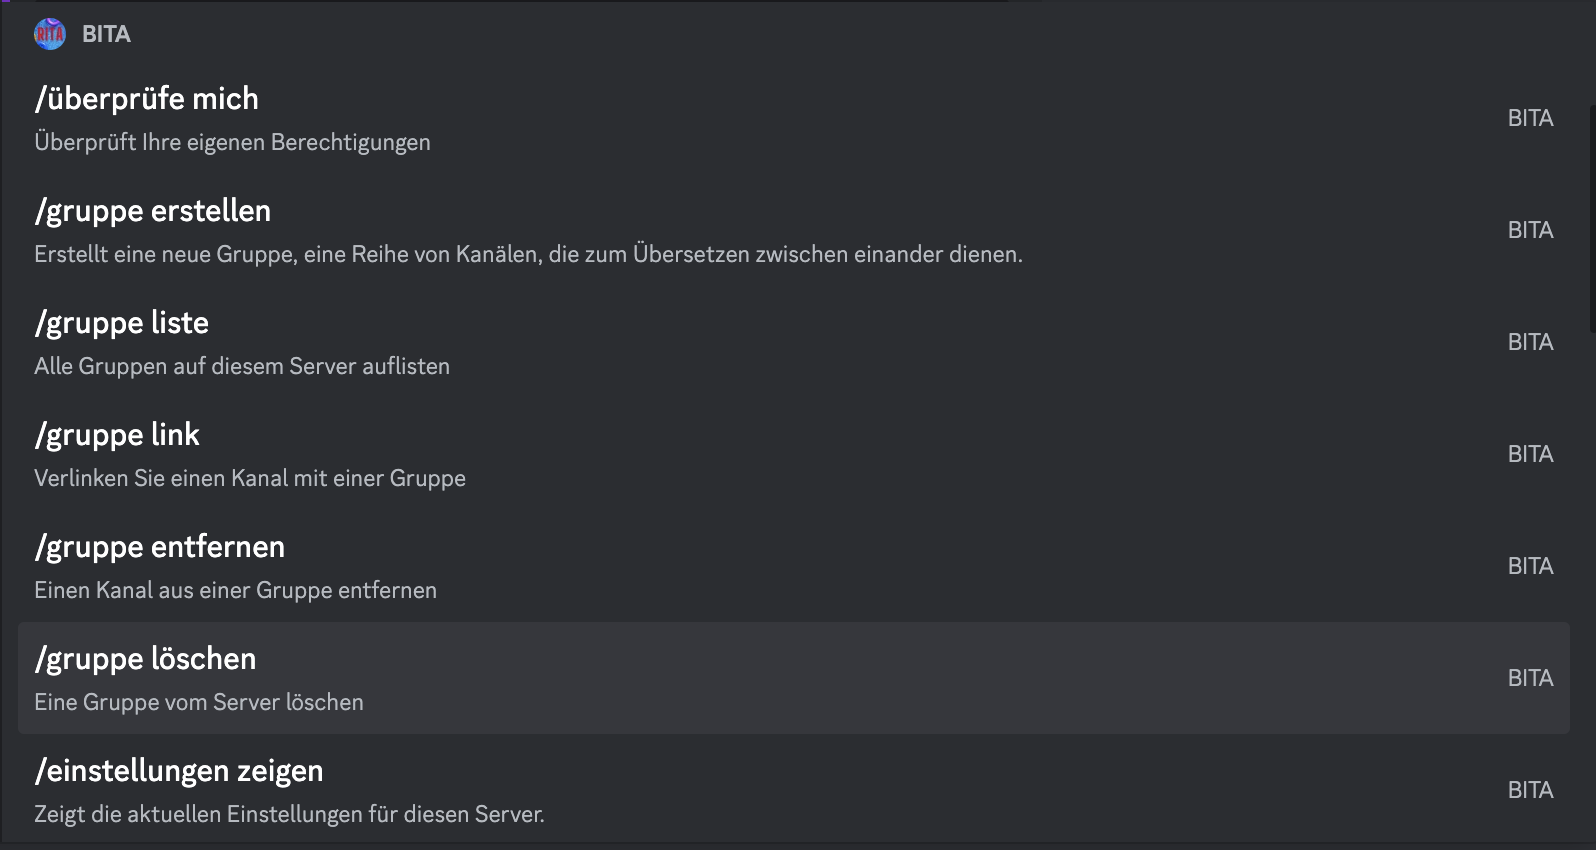 RITA BITA
/überprüfe mich
Überprüft Ihre eigenen Berechtigungen
BITA
/gruppe erstellen
Erstellt eine neue Gruppe, eine Reihe von Kanälen, die zum Übersetzen zwischen einander dienen.
BITA
/gruppe liste
Alle Gruppen auf diesem Server auflisten
BITA
/gruppe link
Verlinken Sie einen Kanal mit einer Gruppe
BITA
/gruppe entfernen
Einen Kanal aus einer Gruppe entfernen
BITA
/gruppe löschen
Eine Gruppe vom Server löschen
BITA
/einstellungen zeigen
Zeigt die aktuellen Einstellungen für diesen Server.
BITA